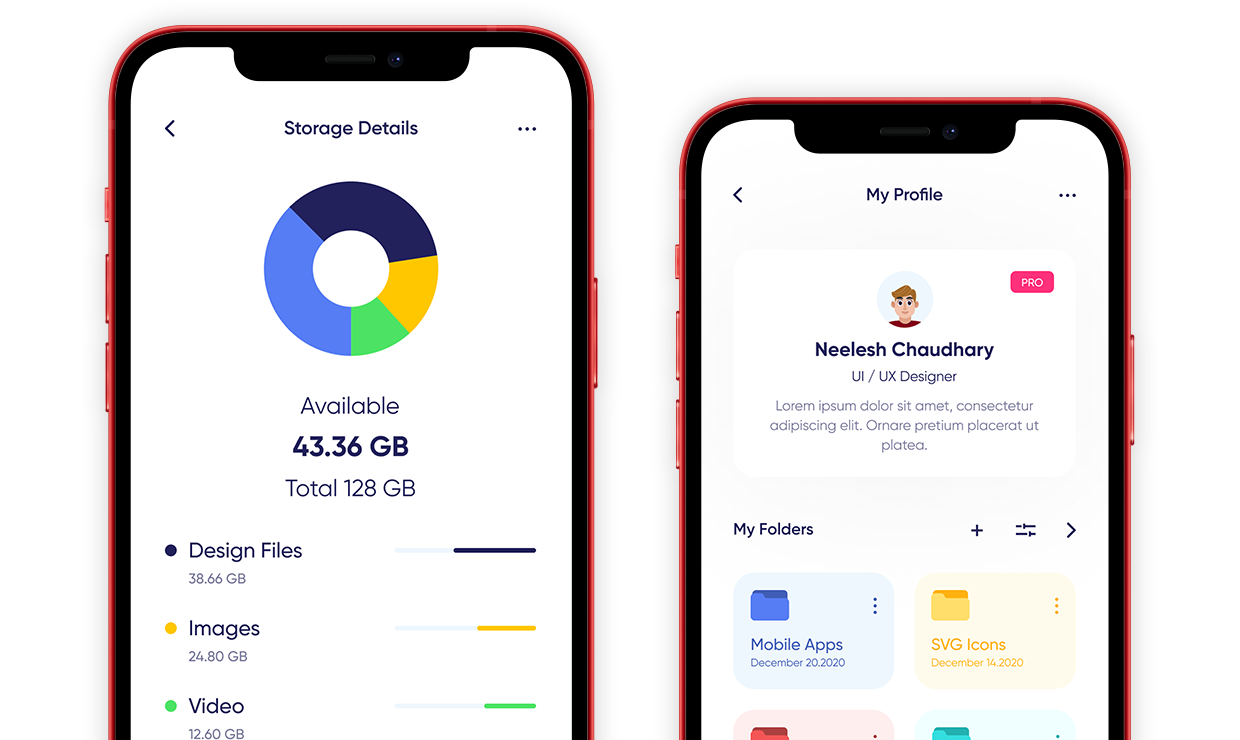 Storage Details
Available
43.36 GB
Total 128 GB
Design Files
38.66 GB
Images
24.80 GB
Video
12.60 GB
My Profile
PRO
Neelesh Chaudhary
UI / UX Designer
Lorem ipsum dolor sit amet, consectetur
adipiscing elit. Ornare pretium placerat ut
platea.
My Folders
Mobile Apps
December 20.2020
SVG Icons
December 14.2020